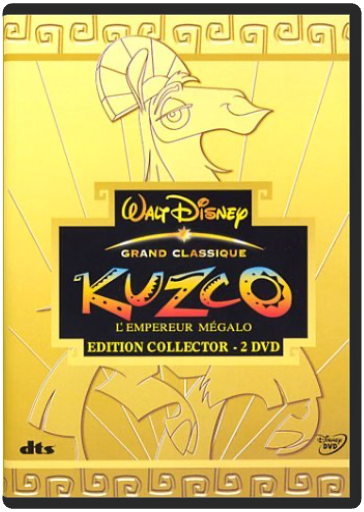 WALT DISNEY
GRAND CLASSIQUE
KUZCO
L'EMPEREUR MÉGALO
EDITION COLLECTOR - 2 DVD
dts
Disney
DVD